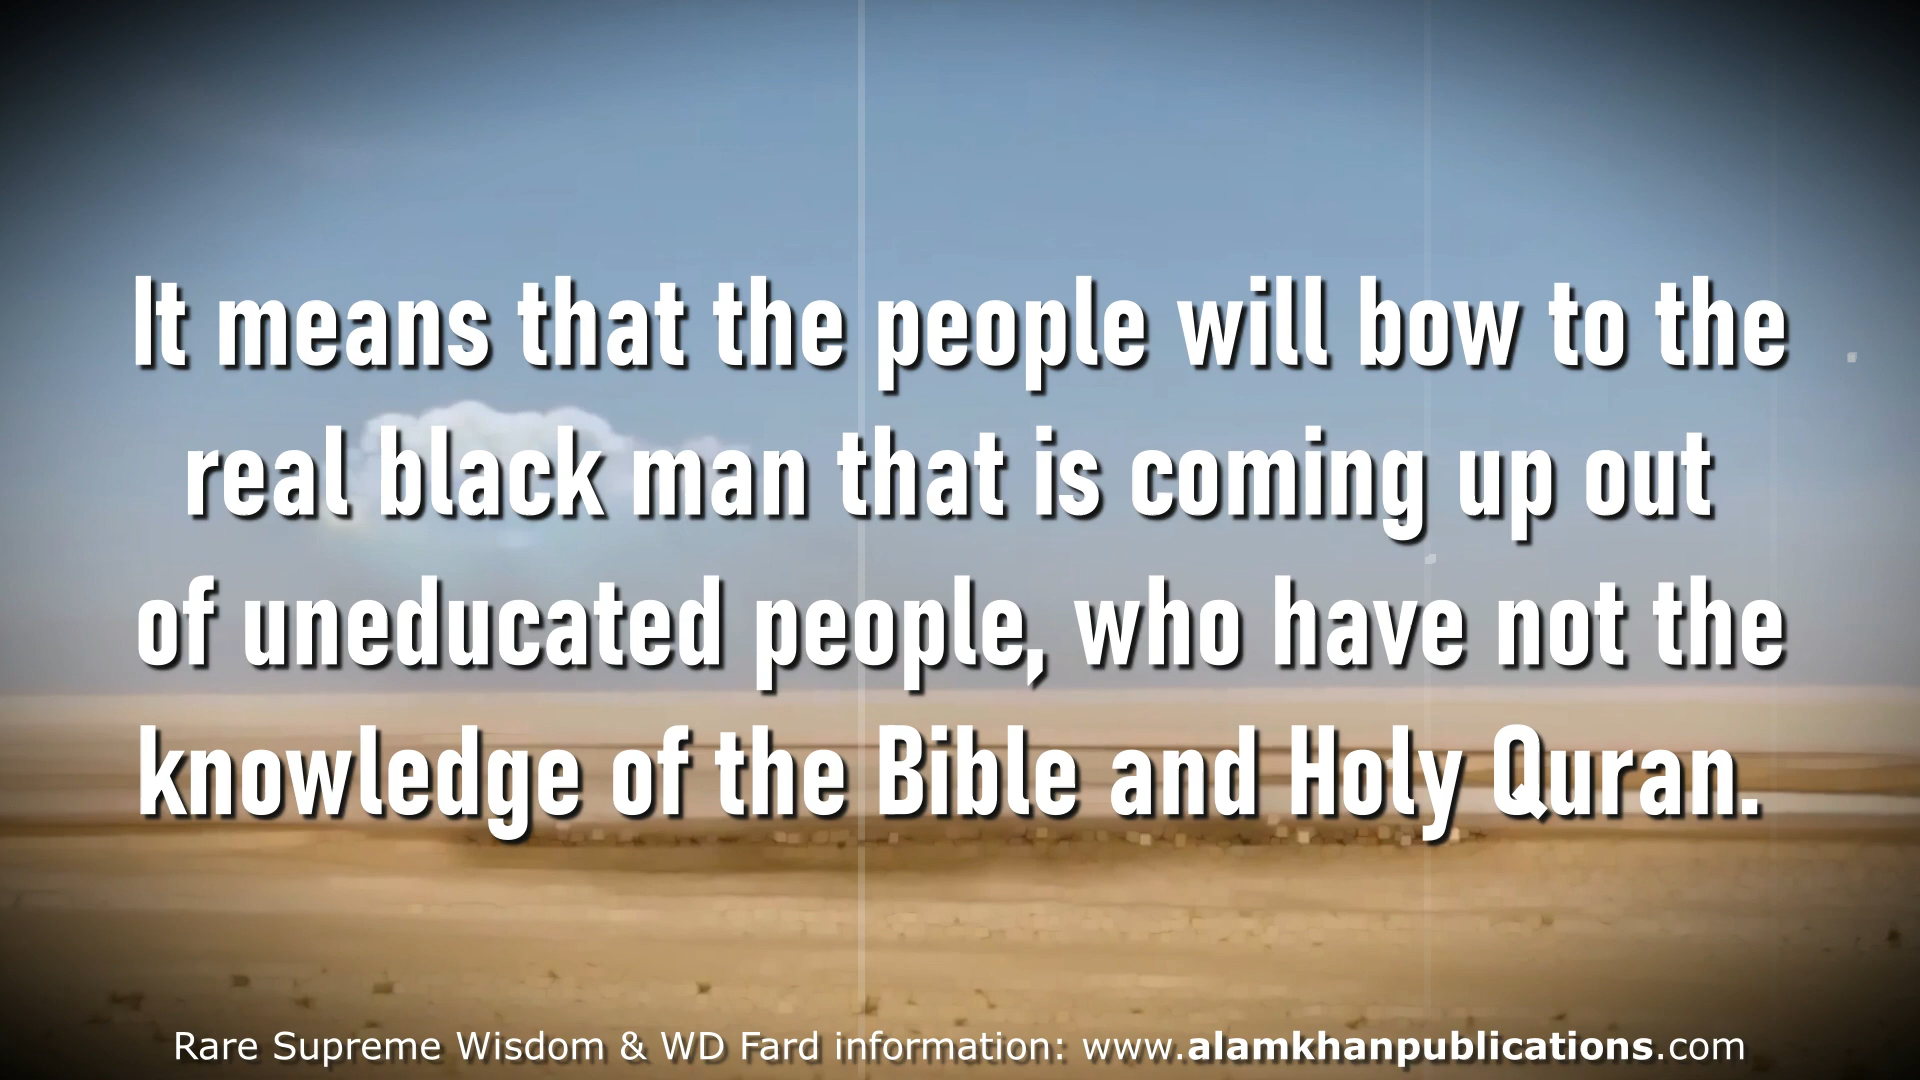 It means that the people will bow to the
real black man that is coming up out
of uneducated people, who have not the
knowledge of the Bible and Holy Quran.
Rare Supreme Wisdom & WD Fard information: www.alamkhanpublications.com